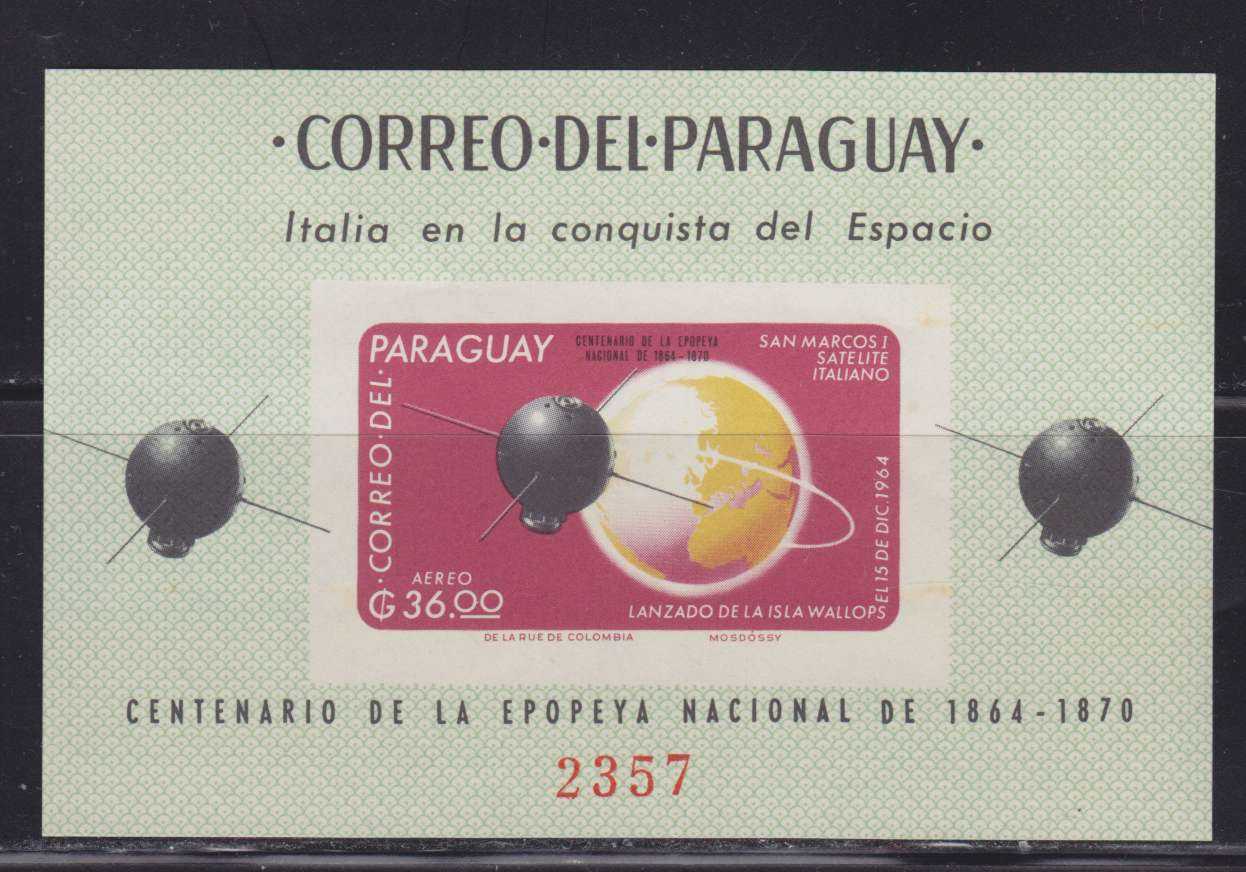 ·CORREO·DEL·PARAGUAY·
Italia en la conquista del Espacio
PARAGUAY
·CORREO·DEL·
CENTENARIO DE LA EPOPEYA
NACIONAL DE 1864-1870
SAN MARCOS I
SATELITE
ITALIANO
EL 15 DE DIC.1964
AEREO
₲36.00
LANZADO DE LA ISLA WALLOPS
DE LA RUE DE COLOMBIA MOSDÓSSY
CENTENARIO DE LA EPOPEYA NACIONAL DE 1864-1870
2357